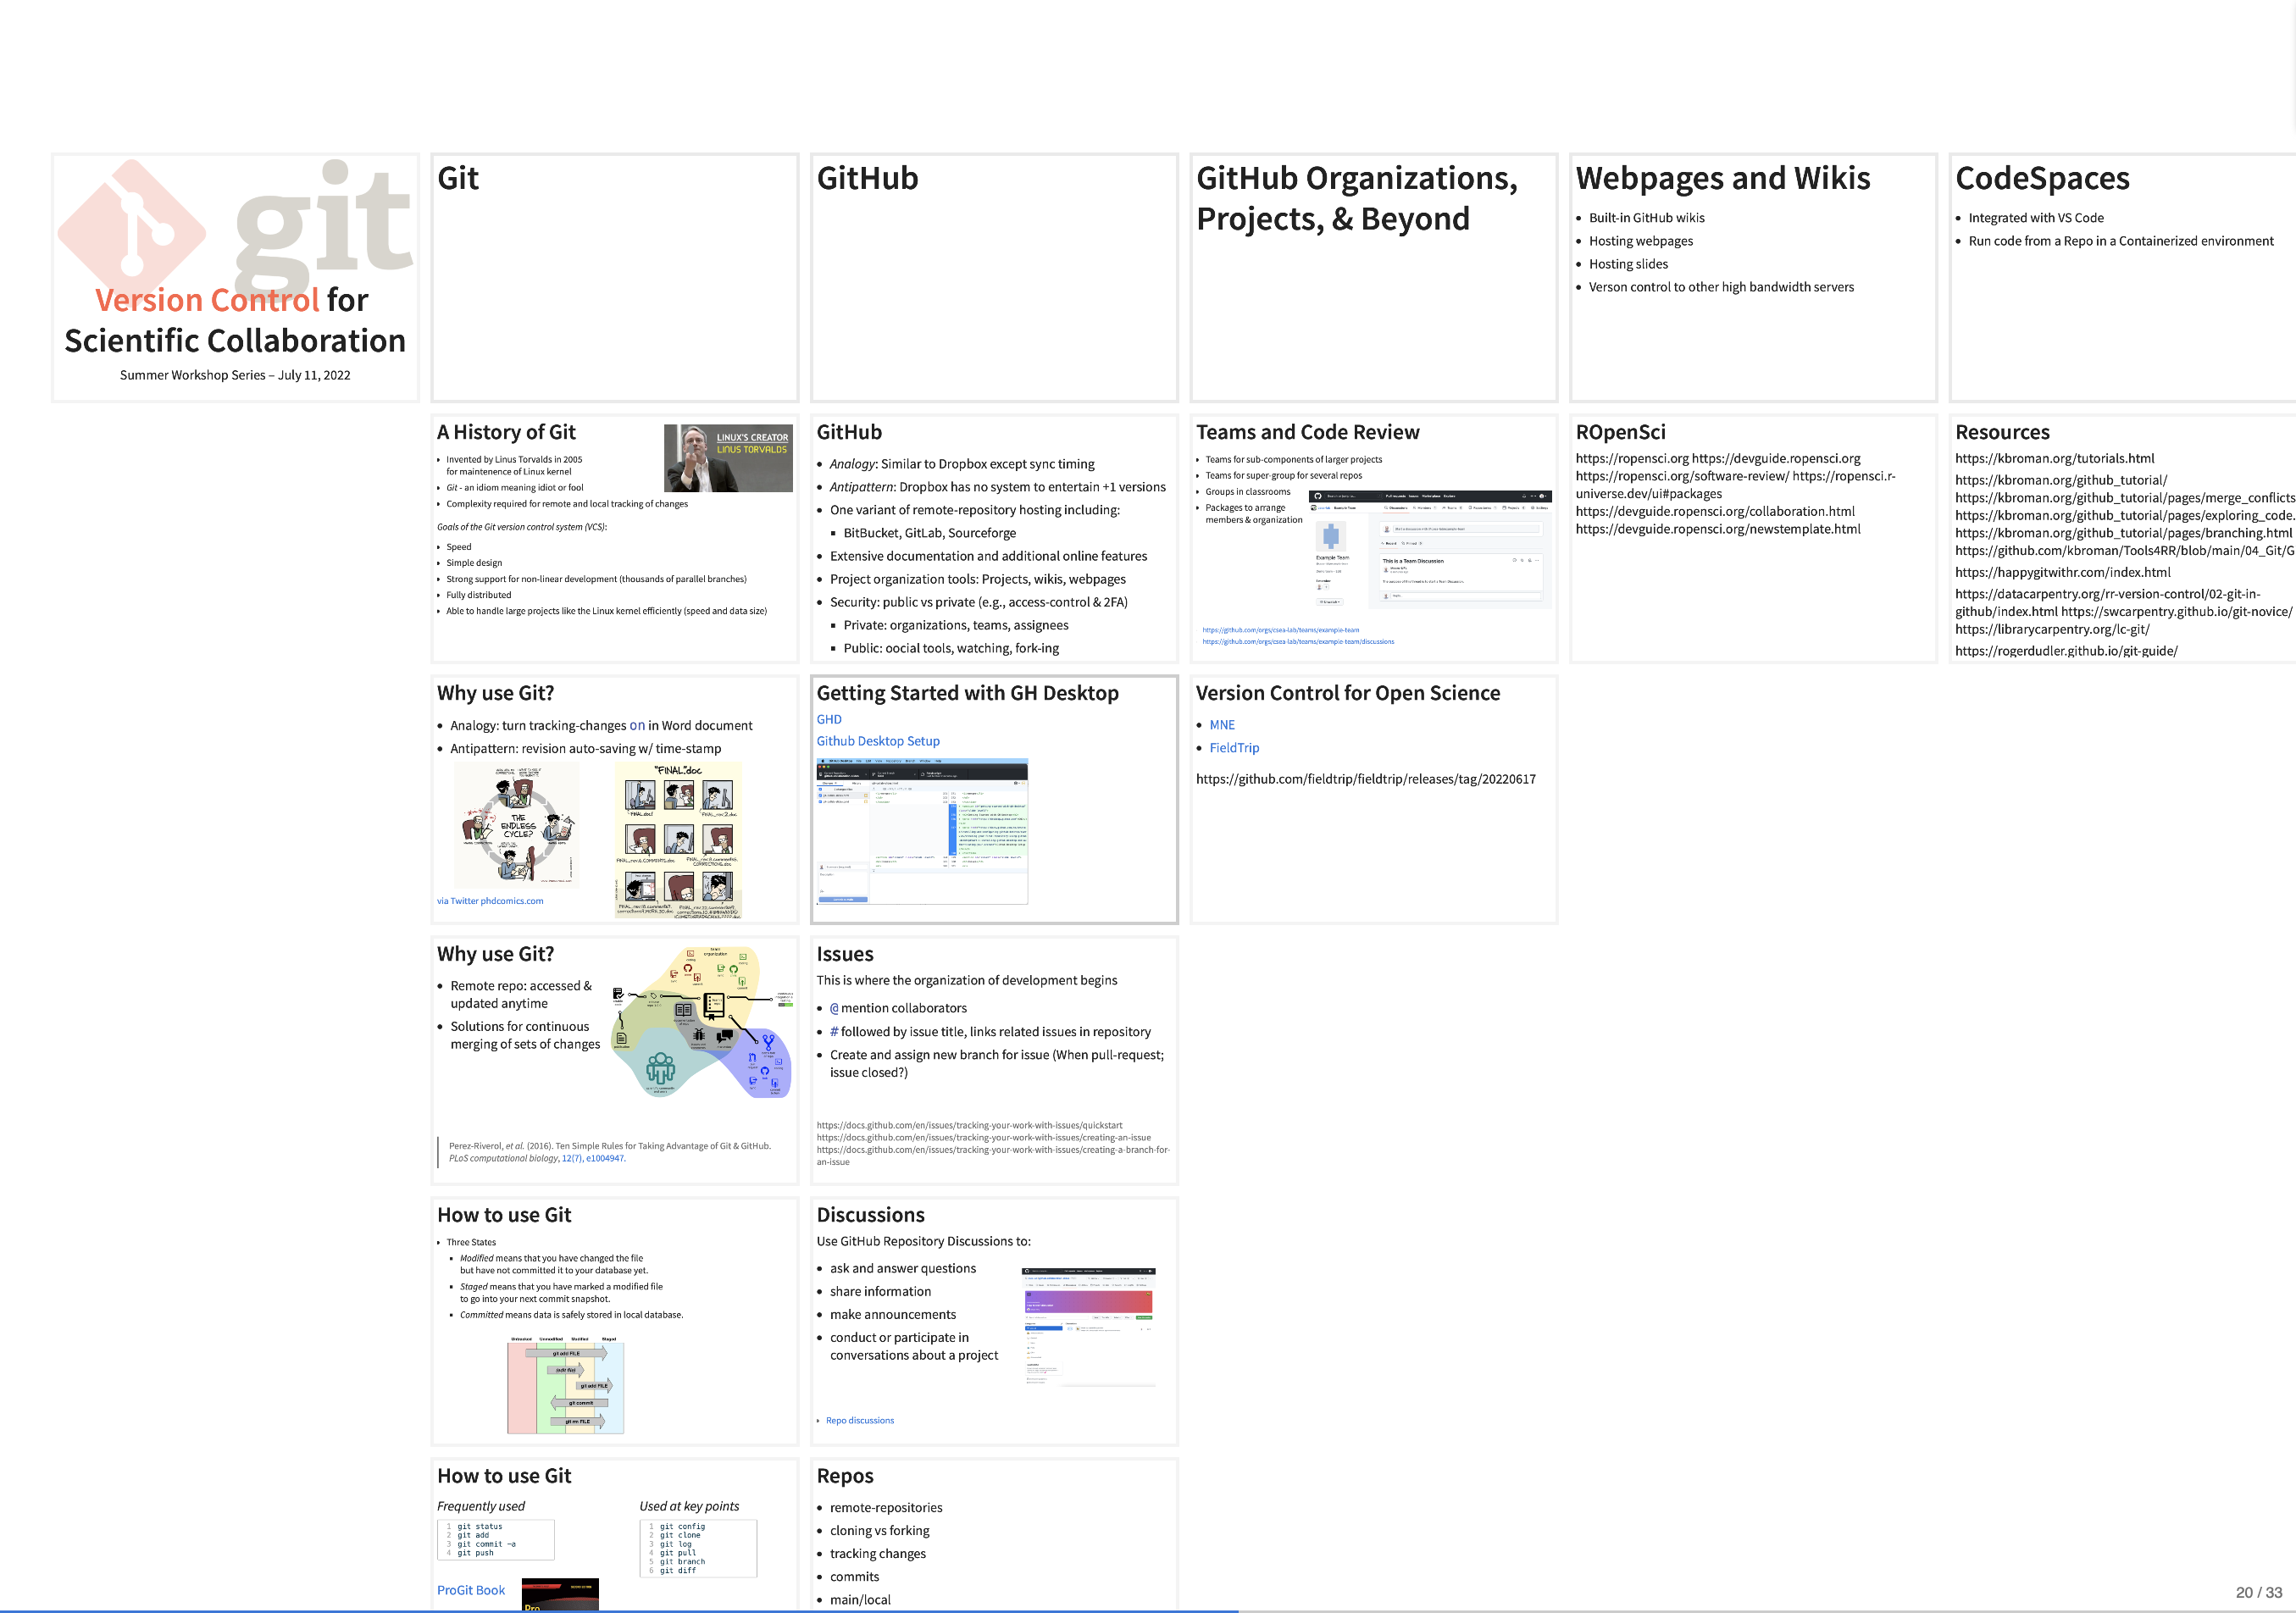 git
Version Control for
Scientific Collaboration
Summer Workshop Series – July 11, 2022
Git
A History of Git
Invented by Linus Torvalds in 2005
for maintenence of Linux kernel
Git - an idiom meaning idiot or fool
Complexity required for remote and local tracking of changes
LINUX'S CREATOR
LINUS TORVALDS
Goals of the Git version control system (VCS):
Speed
Simple design
Strong support for non-linear development (thousands of parallel branches)
Fully distributed
Able to handle large projects like the Linux kernel efficiently (speed and data size)
Why use Git?
Analogy: turn tracking-changes on in Word document
Antipattern: revision auto-saving w/ time-stamp
THE
ENDLESS
CYCLE?
"FINAL".doc
via Twitter phdcomics.com
Why use Git?
Remote repo: accessed &
updated anytime
Solutions for continuous
merging of sets of changes
Perez-Riverol, et al. (2016). Ten Simple Rules for Taking Advantage of Git & GitHub.
PLoS computational biology, 12(7), e1004947.
How to use Git
Three States
Modified means that you have changed the file
but have not committed it to your database yet.
Staged means that you have marked a modified file
to go into your next commit snapshot.
Committed means data is safely stored in local database.
Untracked Unmodified Modified Staged
git add FILE
(edit file)
git add FILE
git commit
git rm FILE
How to use Git
Frequently used
1 git status
2 git add
3 git commit -a
4 git push
Used at key points
1 git config
2 git clone
3 git log
4 git pull
5 git branch
6 git diff
ProGit Book
Pro
GitHub
GitHub
Analogy: Similar to Dropbox except sync timing
Antipattern: Dropbox has no system to entertain +1 versions
One variant of remote-repository hosting including:
BitBucket, GitLab, Sourceforge
Extensive documentation and additional online features
Project organization tools: Projects, wikis, webpages
Security: public vs private (e.g., access-control & 2FA)
Private: organizations, teams, assignees
Public: oocial tools, watching, fork-ing
Getting Started with GH Desktop
GHD
Github Desktop Setup
Issues
This is where the organization of development begins
@ mention collaborators
# followed by issue title, links related issues in repository
Create and assign new branch for issue (When pull-request;
issue closed?)
https://docs.github.com/en/issues/tracking-your-work-with-issues/quickstart
https://docs.github.com/en/issues/tracking-your-work-with-issues/creating-an-issue
https://docs.github.com/en/issues/tracking-your-work-with-issues/creating-a-branch-for-
an-issue
Discussions
Use GitHub Repository Discussions to:
ask and answer questions
share information
make announcements
conduct or participate in
conversations about a project
Repo discussions
Repos
remote-repositories
cloning vs forking
tracking changes
commits
main/local
GitHub Organizations,
Projects, & Beyond
Teams and Code Review
Teams for sub-components of larger projects
Teams for super-group for several repos
Groups in classrooms
Packages to arrange
members & organization
Example Team
This is a Team Discussion
https://github.com/orgs/csea-lab/teams/example-team
https://github.com/orgs/csea-lab/teams/example-team/discussions
Version Control for Open Science
MNE
FieldTrip
https://github.com/fieldtrip/fieldtrip/releases/tag/20220617
Webpages and Wikis
Built-in GitHub wikis
Hosting webpages
Hosting slides
Verson control to other high bandwidth servers
ROpenSci
https://ropensci.org https://devguide.ropensci.org
https://ropensci.org/software-review/ https://ropensci.r-
universe.dev/ui#packages
https://devguide.ropensci.org/collaboration.html
https://devguide.ropensci.org/newstemplate.html
CodeSpaces
Integrated with VS Code
Run code from a Repo in a Containerized environment
Resources
https://kbroman.org/tutorials.html
https://kbroman.org/github_tutorial/
https://kbroman.org/github_tutorial/pages/merge_conflicts
https://kbroman.org/github_tutorial/pages/exploring_code.
https://kbroman.org/github_tutorial/pages/branching.html
https://github.com/kbroman/Tools4RR/blob/main/04_Git/G
https://happygitwithr.com/index.html
https://datacarpentry.org/rr-version-control/02-git-in-
github/index.html https://swcarpentry.github.io/git-novice/
https://librarycarpentry.org/lc-git/
https://rogerdudler.github.io/git-guide/
20 / 33